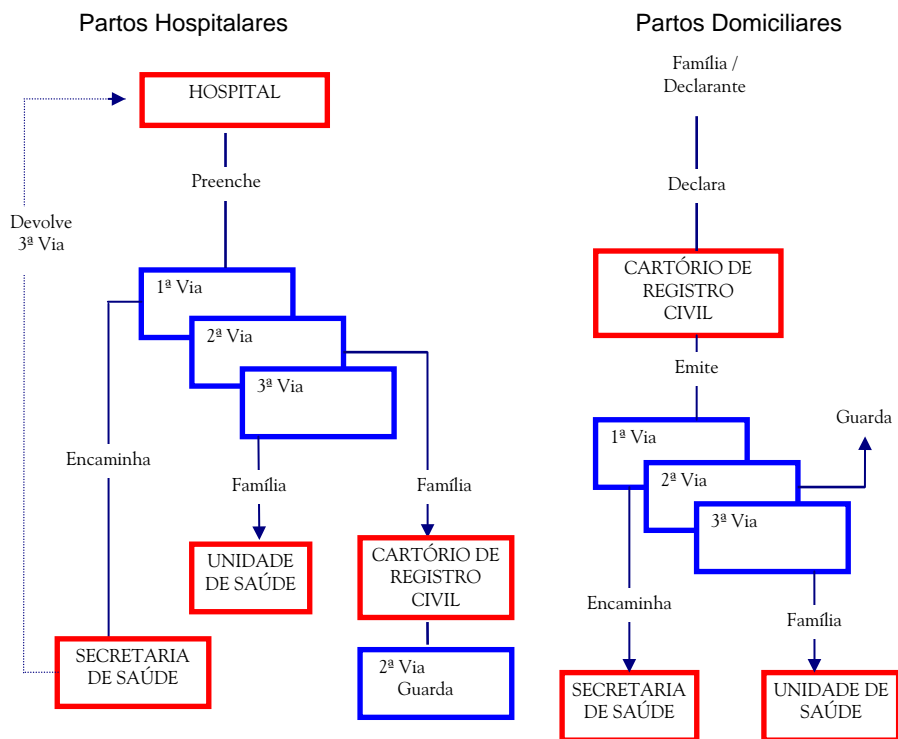 Partos Hospitalares
HOSPITAL
Preenche
Devolve
3ª Via
1ª Via
2ª Via
3ª Via
Encaminha
Família
Família
UNIDADE
DE SAÚDE
CARTÓRIO DE
REGISTRO
CIVIL
SECRETARIA
DE SAÚDE
2ª Via
Guarda
Partos Domiciliares
Família /
Declarante
Declara
CARTÓRIO DE
REGISTRO
CIVIL
Emite
Guarda
1ª Via
2ª Via
3ª Via
Encaminha
Família
SECRETARIA
DE SAÚDE
UNIDADE DE
SAÚDE